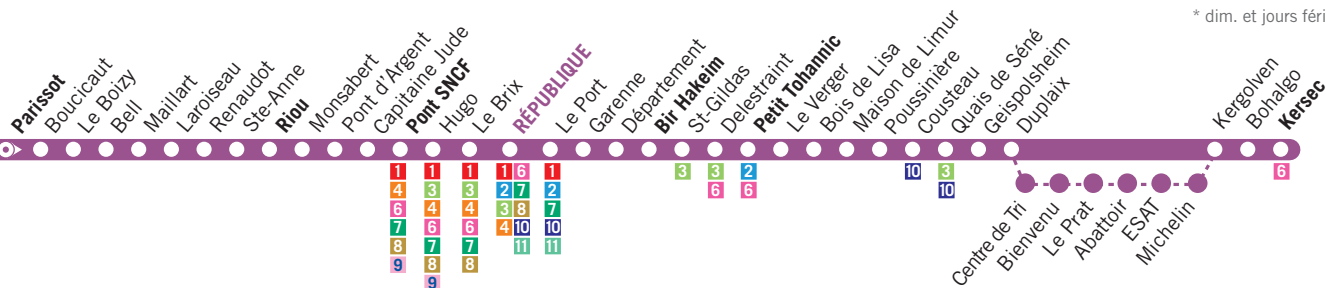 * dim. et jours féri
Parissot
Boucicaut
Le Boizy
Bell
Maillart
Laroiseau
Renaudot
Ste-Anne
Riou
Monsabert
Pont d'Argent
Capitaine Jude
Pont SNCF
Hugo
Le Brix
RÉPUBLIQUE
Le Port
Garenne
Département
Bir Hakeim
St-Gildas
Delestraint
Petit Tohannic
Le Verger
Bois de Lisa
Maison de Limur
Poussinière
Cousteau
Quais de Séné
Geispolsheim
Duplaix
Kergolven
Bohalgo
Kersec
1 1 1 1 6 1 3 3 2 10 3 6
4 3 3 2 7 2 6 6 10
6 4 4 3 8 7
7 6 6 4 10 10
8 7 7 11 11
9 8 8
9
Centre de Tri
Bienvenu
Le Prat
Abattoir
ESAT
Michelin